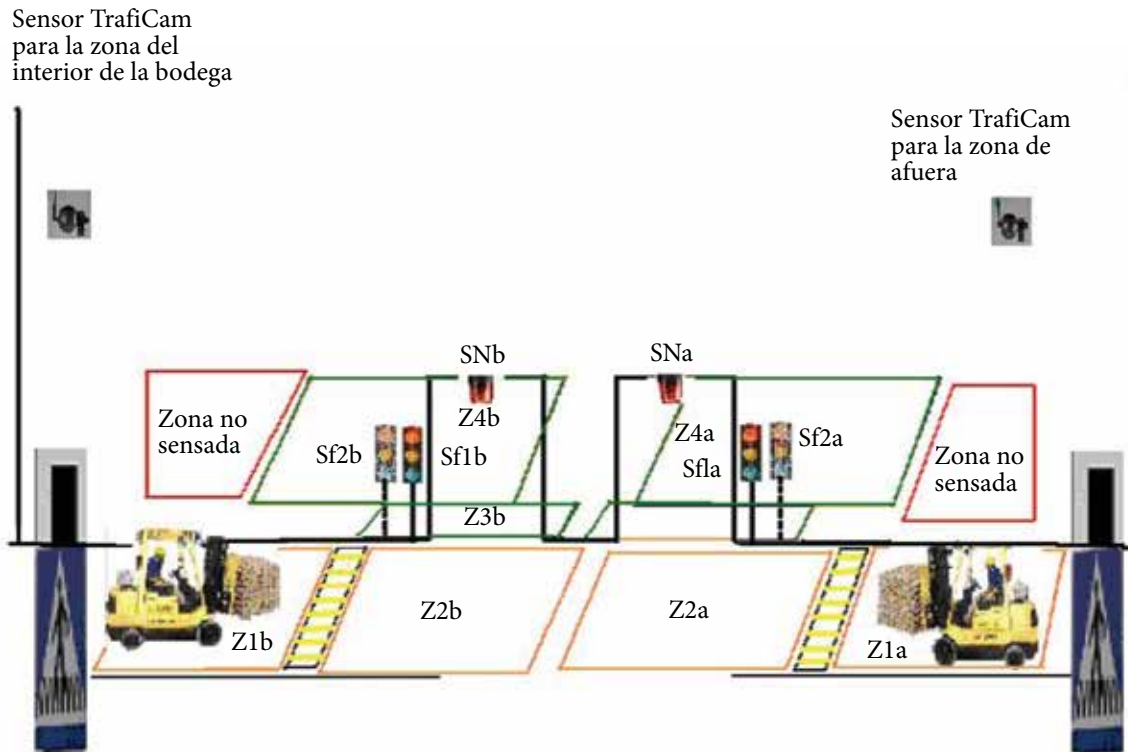 Sensor TrafiCam
para la zona del
interior de la bodega
Sensor TrafiCam
para la zona de
afuera
SNb
SNa
Zona no
sensada
Z4b
Z4a
Sf2b
Sf1b
Sf1a
Sf2a
Zona no
sensada
Z3b
Z2b
Z2a
Z1b
Z1a